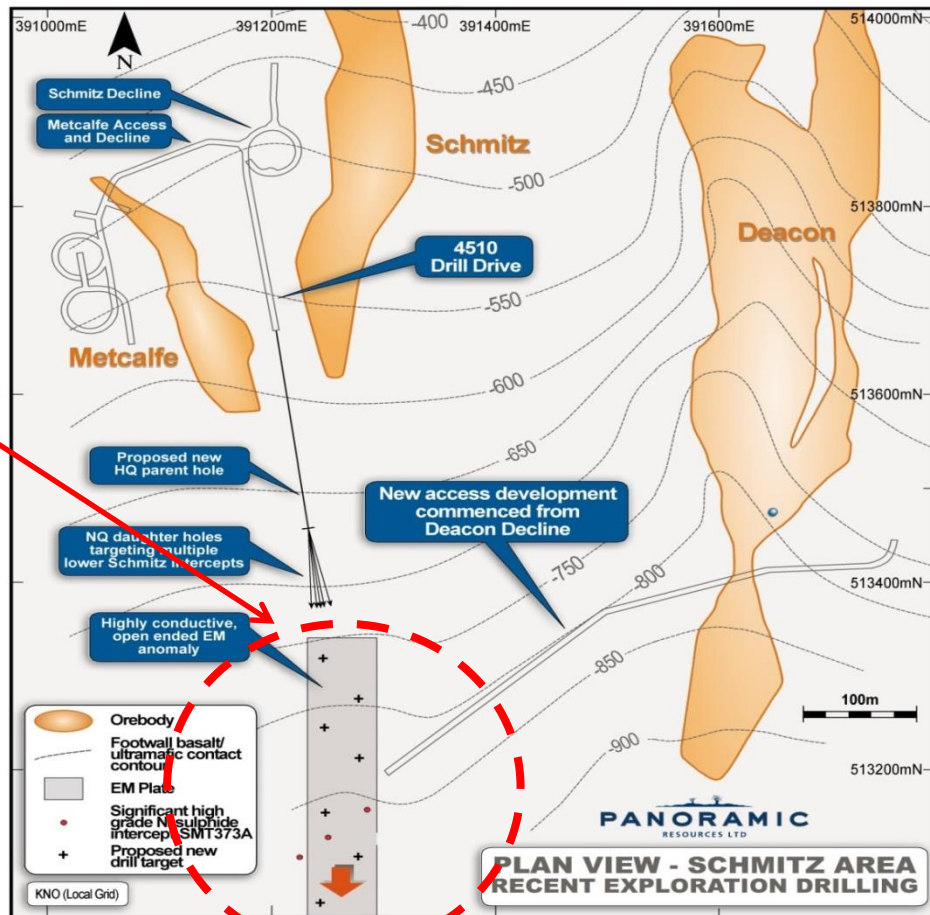 391000mE
391200mE
391400mE
391600mE
514000mN
-400
N
-450
Schmitz Decline
Metcalfe Access
and Decline
Schmitz
-500
513800mN
Deacon
4510
Drill Drive
-550
Metcalfe
-600
513600mN
-650
Proposed new
HQ parent hole
New access development
commenced from
Deacon Decline
NQ daughter holes
targeting multiple
lower Schmitz intercepts
-750
-800
513400mN
Highly conductive,
open ended EM
anomaly
-850
100m
-900
Orebody
Footwall basalt/
ultramafic contact
contour
EM Plate
Significant high
grade Ni sulphide
intercept SMT373A
Proposed new
drill target
513200mN
PANORAMIC
RESOURCES LTD
KNO (Local Grid)
PLAN VIEW - SCHMITZ AREA
RECENT EXPLORATION DRILLING